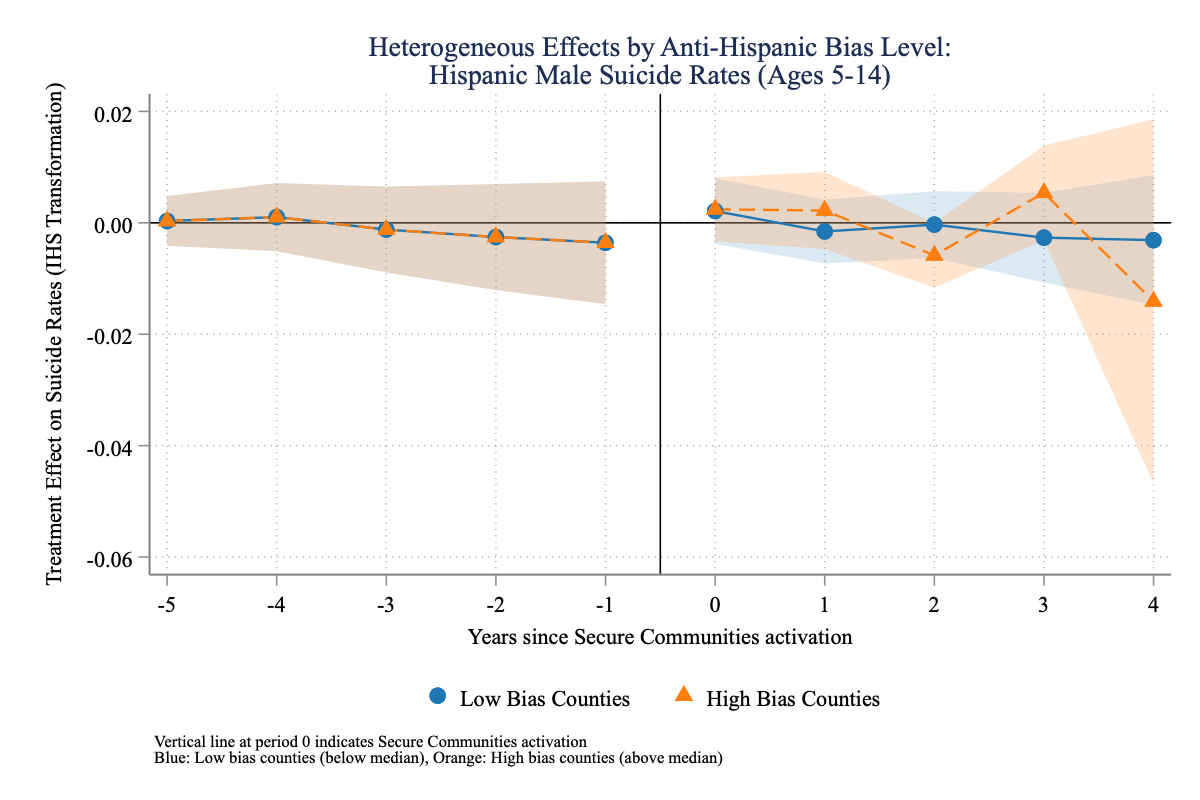 Heterogeneous Effects by Anti-Hispanic Bias Level:
Hispanic Male Suicide Rates (Ages 5-14)
Treatment Effect on Suicide Rates (IHS Transformation)
0.02
0.00
-0.02
-0.04
-0.06
-5 -4 -3 -2 -1 0 1 2 3 4
Years since Secure Communities activation
Low Bias Counties High Bias Counties
Vertical line at period 0 indicates Secure Communities activation
Blue: Low bias counties (below median), Orange: High bias counties (above median)